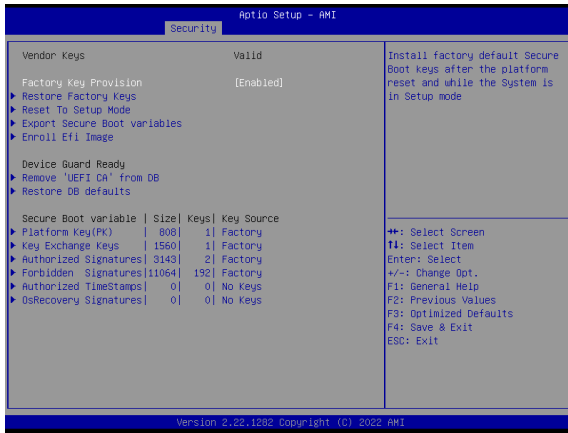 Aptio Setup - AMI
Security
Vendor Keys Valid
Factory Key Provision [Enabled]
Restore Factory Keys
Reset To Setup Mode
Export Secure Boot variables
Enroll Efi Image
Device Guard Ready
Remove 'UEFI CA' from DB
Restore DB defaults
Secure Boot variable | Size| Keys| Key Source
Platform Key(PK) | 808| 1| Factory
Key Exchange Keys | 1560| 1| Factory
Authorized Signatures| 3143| 2| Factory
Forbidden Signatures|11064| 192| Factory
Authorized TimeStamps| 0| 0| No Keys
OsRecovery Signatures| 0| 0| No Keys
Install factory default Secure
Boot keys after the platform
reset and while the System is
in Setup mode
→←: Select Screen
↑↓: Select Item
Enter: Select
+/-: Change Opt.
F1: General Help
F2: Previous Values
F3: Optimized Defaults
F4: Save & Exit
ESC: Exit
Version 2.22.1282 Copyright (C) 2022 AMI